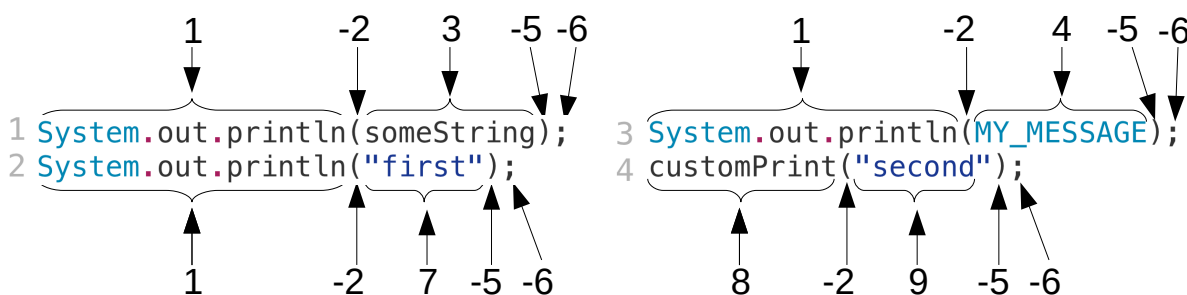 1 -2 3 -5 -6 1 -2 4 -5 -6
1 System.out.println(someString);
2 System.out.println("first");
3 System.out.println(MY_MESSAGE);
4 customPrint("second");
1 -2 7 -5 -6 8 -2 9 -5 -6